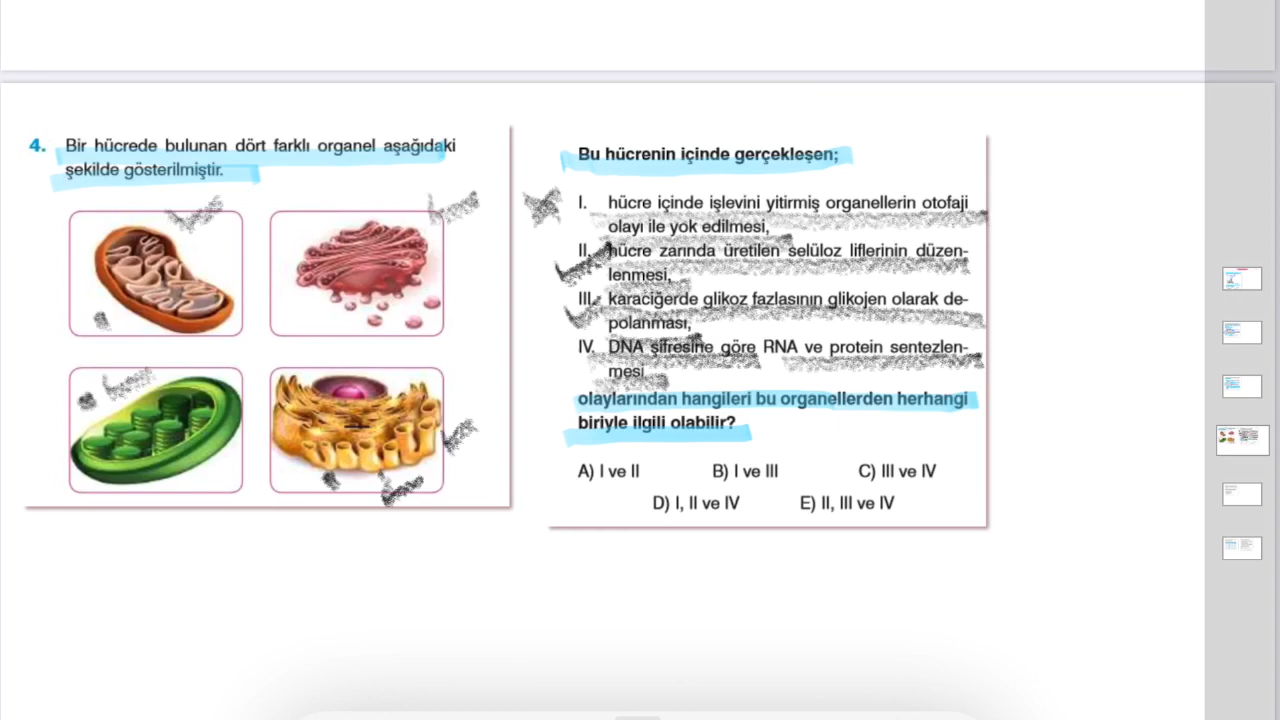 4. Bir hücrede bulunan dört farklı organel aşağıdaki
şekilde gösterilmiştir.
Bu hücrenin içinde gerçekleşen;
I. hücre içinde işlevini yitirmiş organellerin otofaji
olayı ile yok edilmesi,
II. hücre zarında üretilen selüloz liflerinin düzen-
lenmesi,
III. karaciğerde glikoz fazlasının glikojen olarak de-
polanması,
IV. DNA şifresine göre RNA ve protein sentezlen-
mesi
olaylarından hangileri bu organellerden herhangi
biriyle ilgili olabilir?
A) I ve II B) I ve III C) III ve IV
D) I, II ve IV E) II, III ve IV